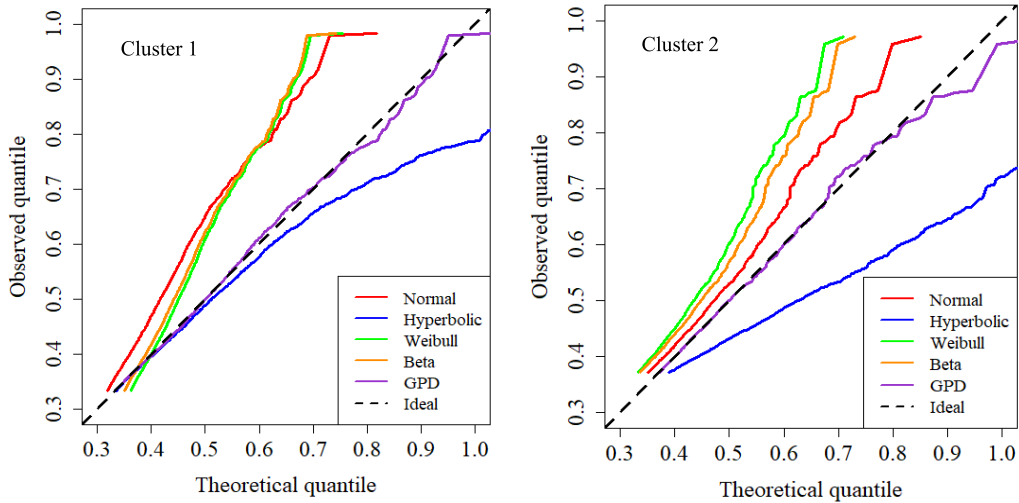 Cluster 1
Observed quantile
1.0
0.9
0.8
0.7
0.6
0.5
0.4
0.3
Normal
Hyperbolic
Weibull
Beta
GPD
Ideal
0.3 0.4 0.5 0.6 0.7 0.8 0.9 1.0
Theoretical quantile
Cluster 2
Observed quantile
1.0
0.9
0.8
0.7
0.6
0.5
0.4
0.3
Normal
Hyperbolic
Weibull
Beta
GPD
Ideal
0.3 0.4 0.5 0.6 0.7 0.8 0.9 1.0
Theoretical quantile